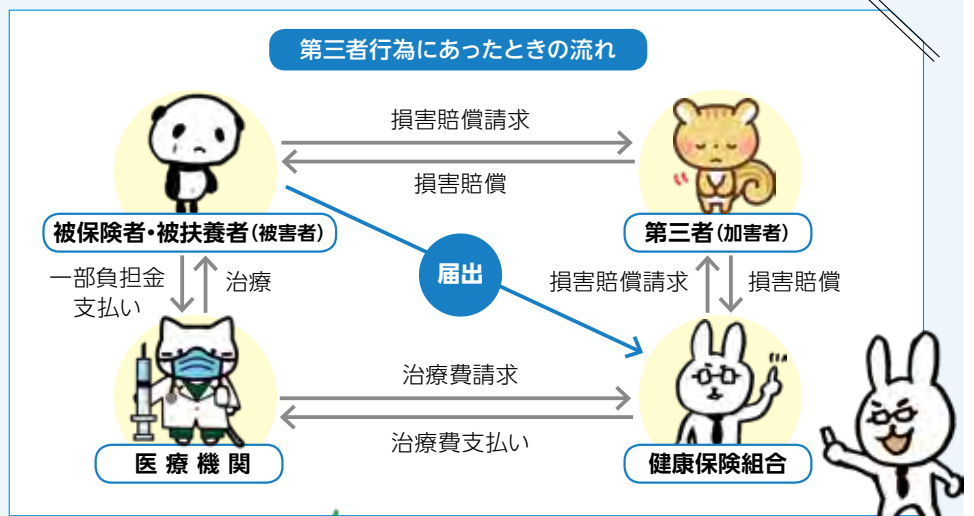 第三者行為にあったときの流れ
損害賠償請求
損害賠償
被保険者・被扶養者(被害者)
第三者(加害者)
一部負担金
支払い
治療
届出
損害賠償請求
損害賠償
治療費請求
治療費支払い
医療機関
健康保険組合